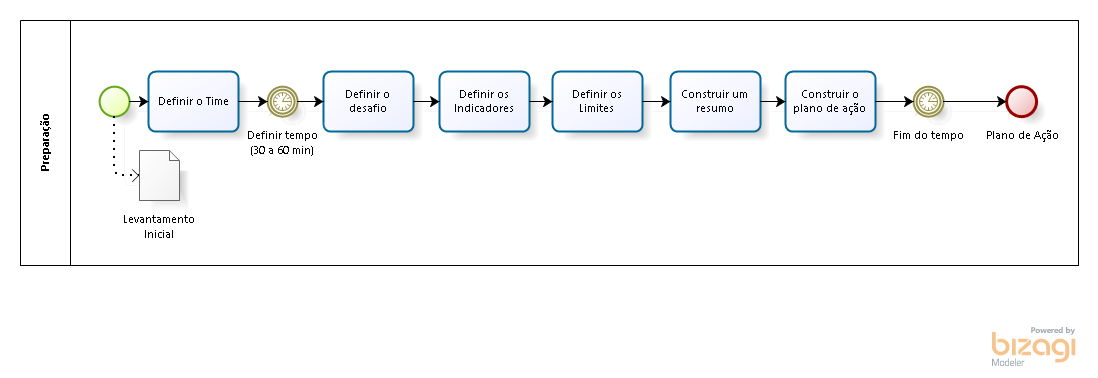 Preparação
Definir o Time
Definir tempo
(30 a 60 min)
Definir o
desafio
Definir os
Indicadores
Definir os
Limites
Construir um
resumo
Construir o
plano de ação
Fim do tempo
Plano de Ação
Levantamento
Inicial
Powered by
bizagi
Modeler